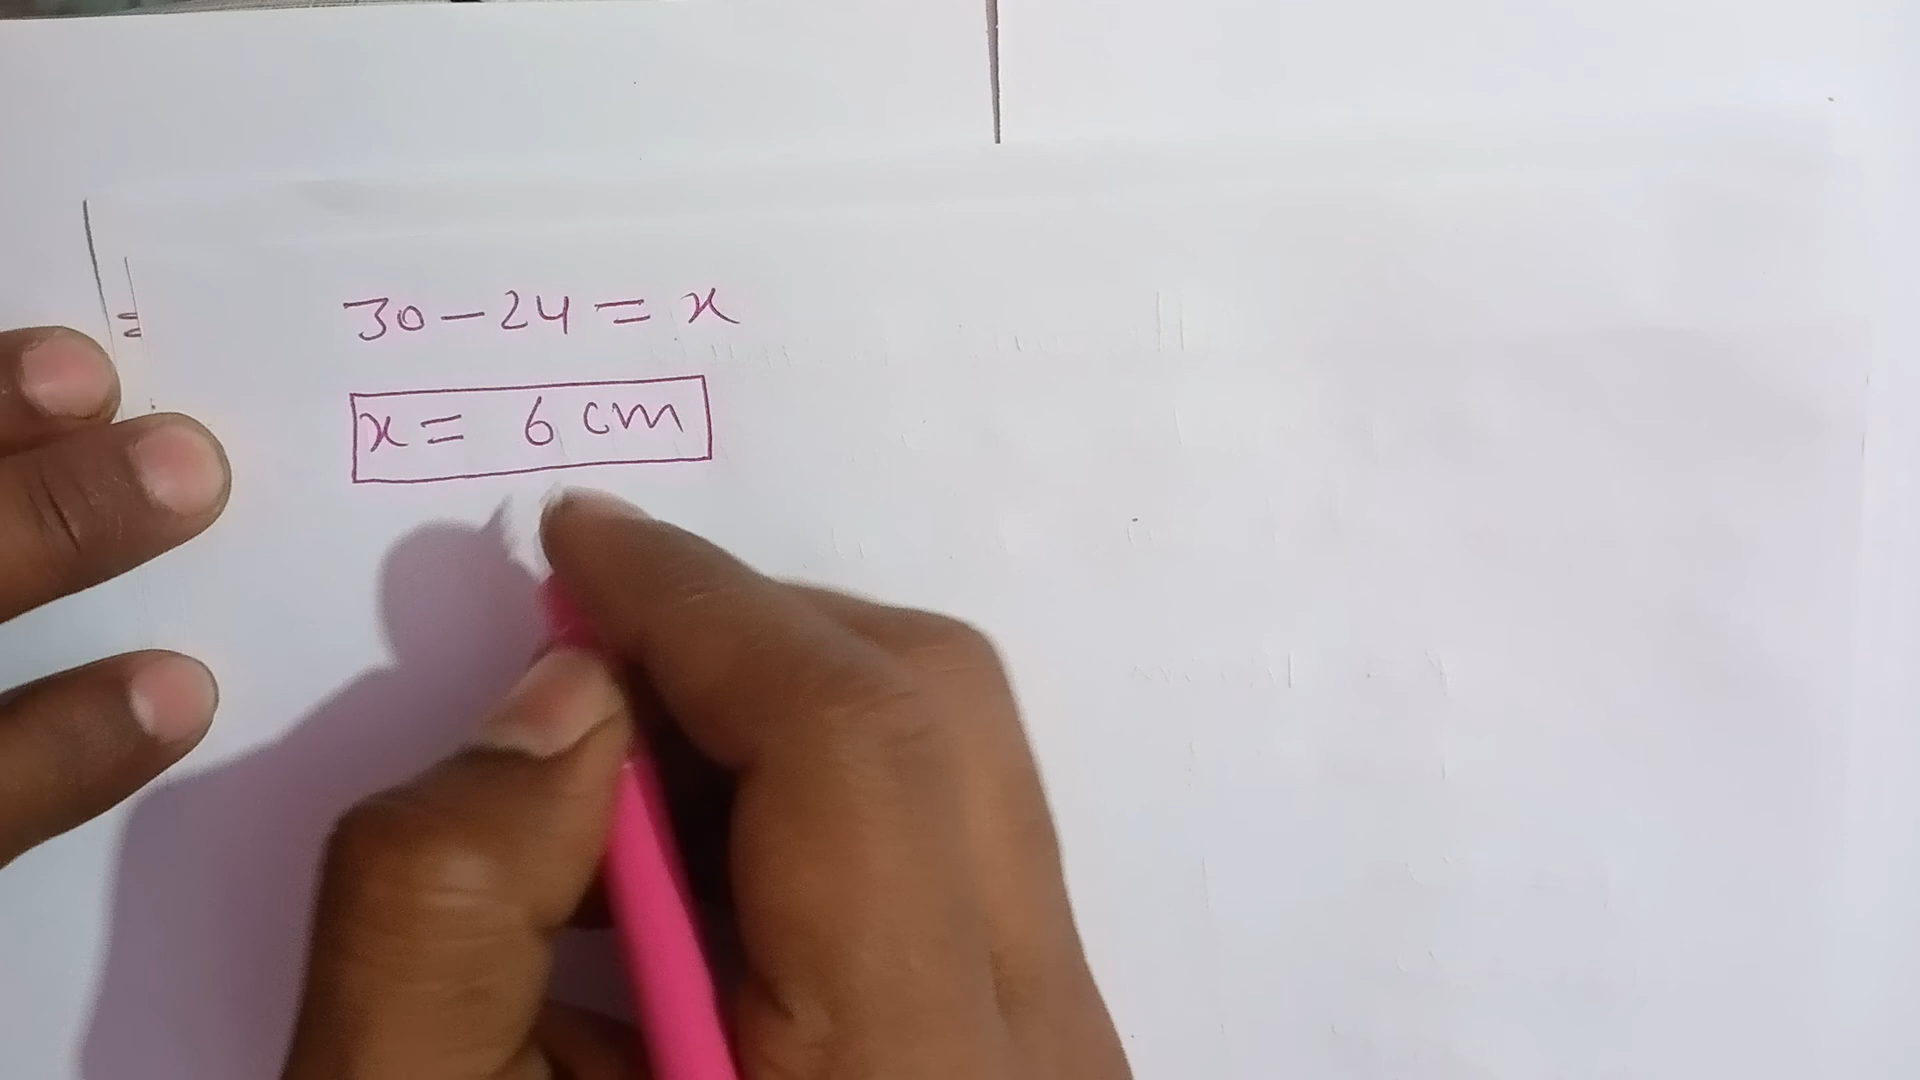 =
30 - 24 = x
x = 6 cm